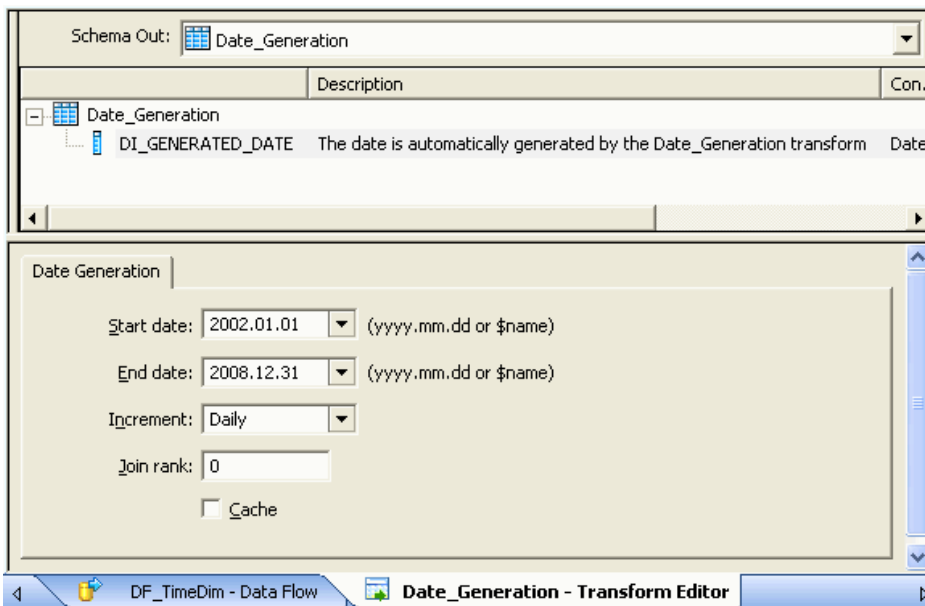 Schema Out: Date_Generation
Description Con.
Date_Generation
DI_GENERATED_DATE The date is automatically generated by the Date_Generation transform Date
Date Generation
Start date: 2002.01.01 (yyyy.mm.dd or $name)
End date: 2008.12.31 (yyyy.mm.dd or $name)
Increment: Daily
Join rank: 0
Cache
DF_TimeDim - Data Flow Date_Generation - Transform Editor